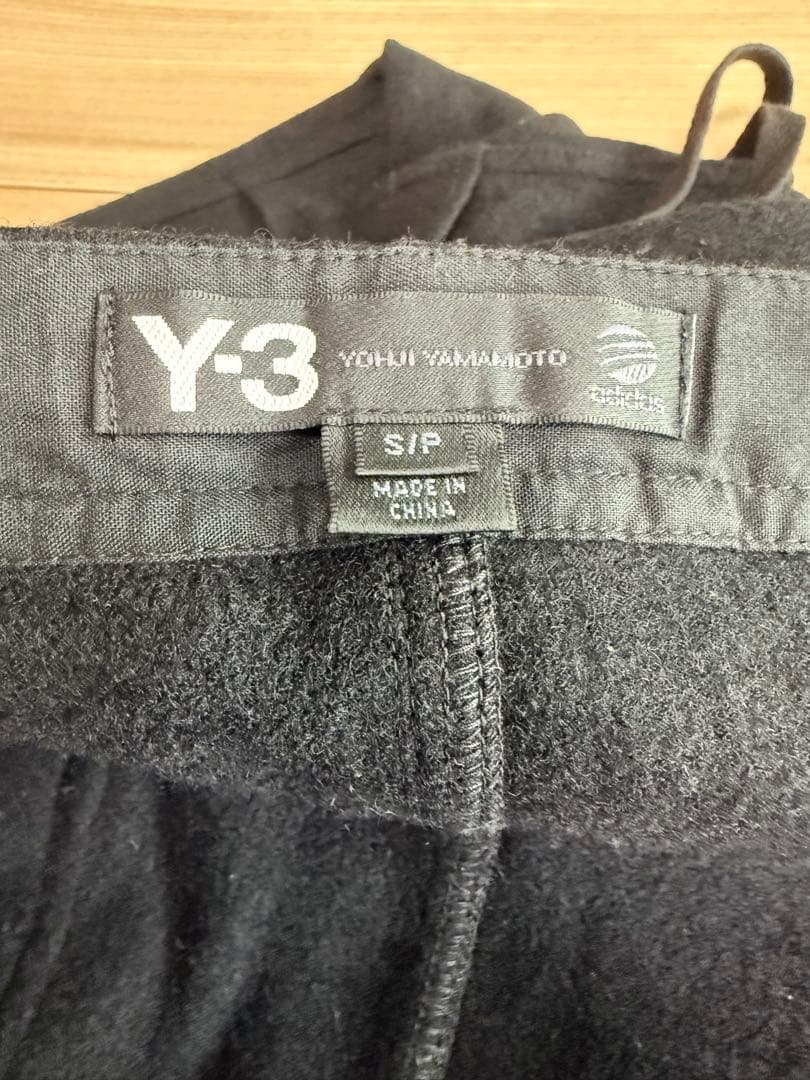 Y-3 YOHJI YAMAMOTO adidas
S/P
MADE IN
CHINA